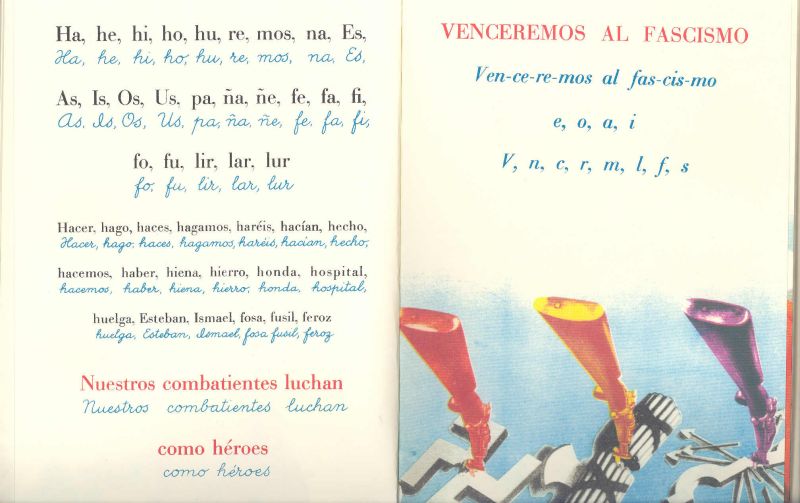 Ha, he, hi, ho, hu, re, mos, na, Es,
Ha, he, hi, ho, hu, re, mos, na, Es,
As, Is, Os, Us, pa, ña, ñe, fe, fa, fi,
As, Is, Os, Us, pa, ña, ñe, fe, fa, fi,
fo, fu, lir, lar, lur
fo, fu, lir, lar, lur
Hacer, hago, haces, hagamos, haréis, hacían, hecho,
Hacer, hago, haces, hagamos, haréis, hacían, hecho,
hacemos, haber, hiena, hierro, honda, hospital,
hacemos, haber, hiena, hierro, honda, hospital,
huelga, Esteban, Ismael, fosa, fusil, feroz
huelga, Esteban, Ismael, fosa fusil, feroz
Nuestros combatientes luchan
Nuestros combatientes luchan
como héroes
como héroes
VENCEREMOS AL FASCISMO
Ven-ce-re-mos al fas-cis-mo
e, o, a, i
V, n, c, r, m, l, f, s